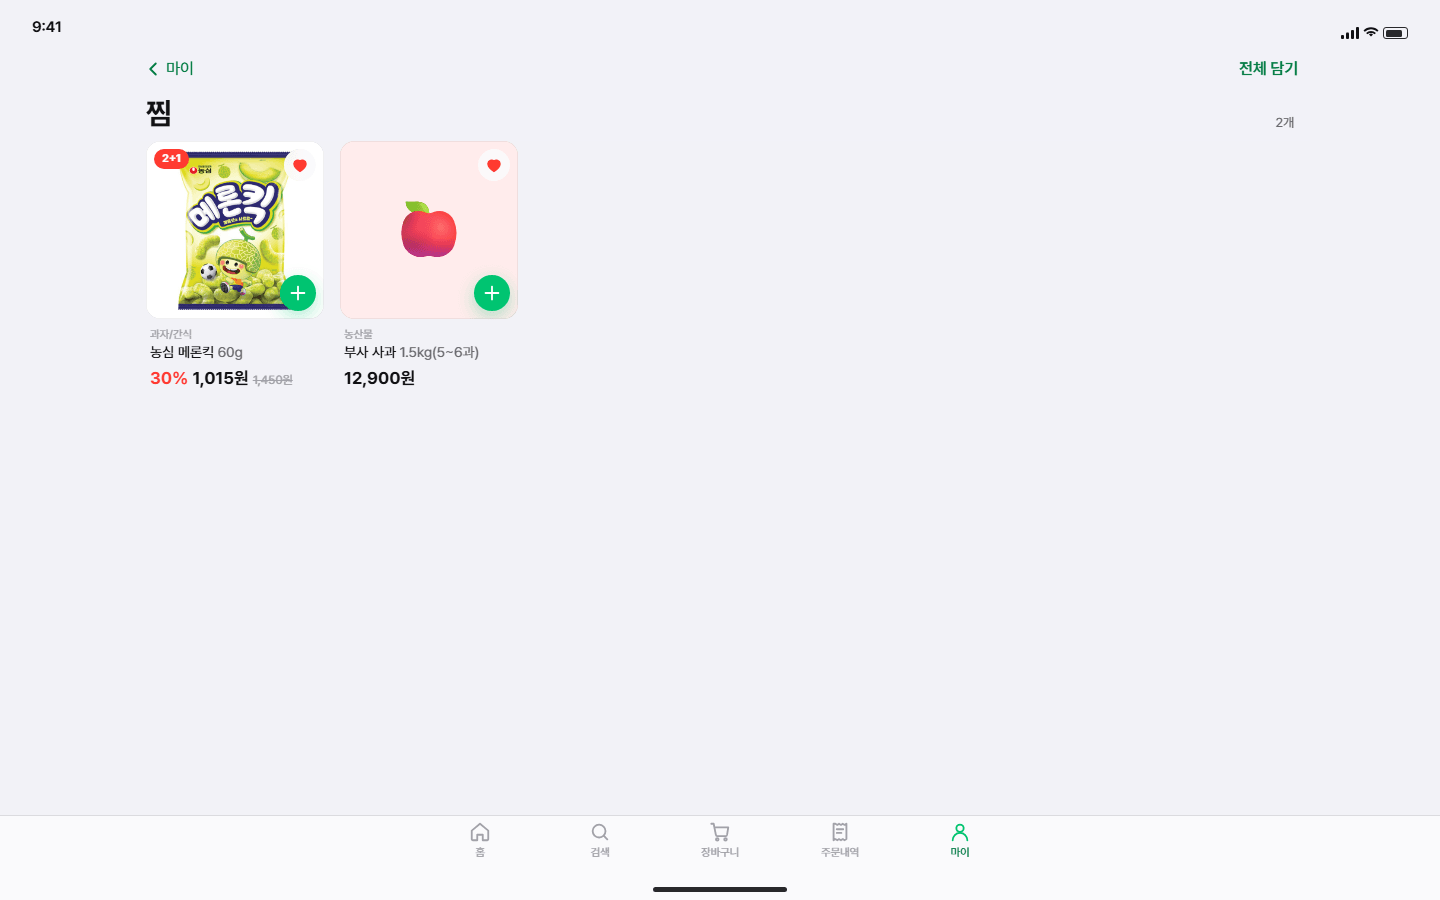 9:41
마이
전체 담기
찜
2개
2+1
농심
메론킥
과자/간식
농심 메론킥 60g
30% 1,015원 1,450원
농산물
부사 사과 1.5kg(5~6과)
12,900원
홈
검색
장바구니
주문내역
마이